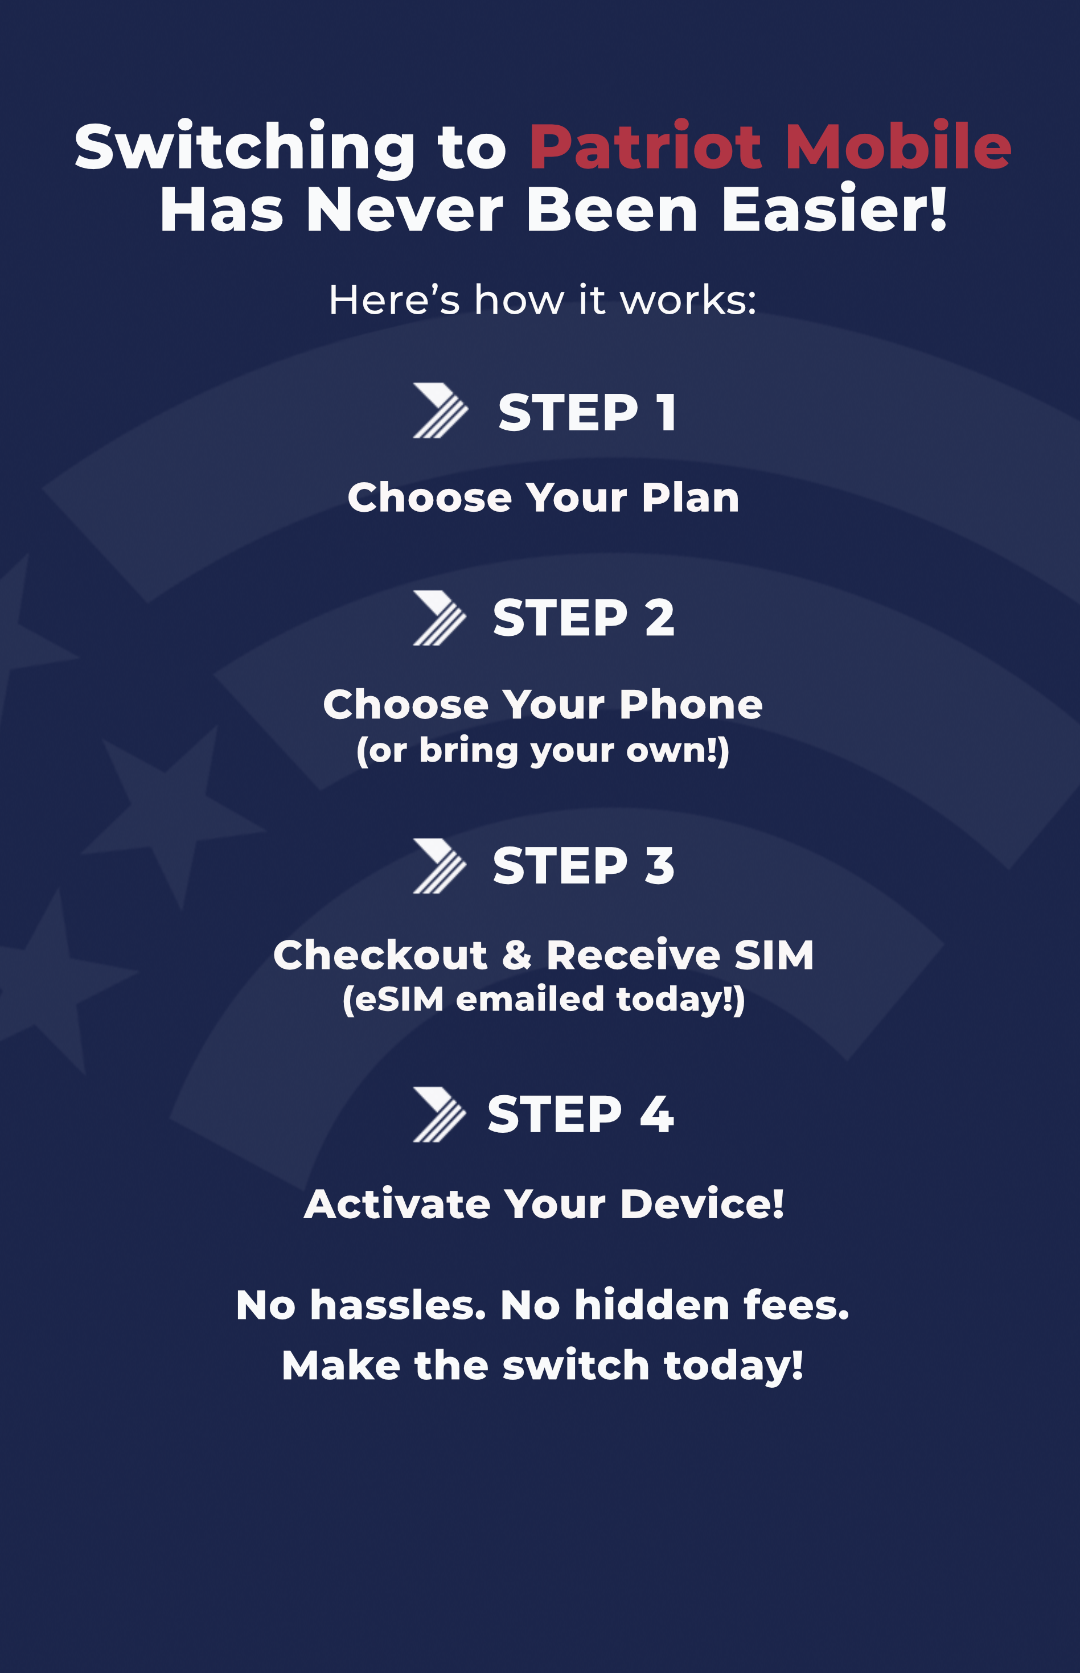 Switching to Patriot Mobile
Has Never Been Easier!
Here’s how it works:
STEP 1
Choose Your Plan
STEP 2
Choose Your Phone
(or bring your own!)
STEP 3
Checkout & Receive SIM
(eSIM emailed today!)
STEP 4
Activate Your Device!
No hassles. No hidden fees.
Make the switch today!